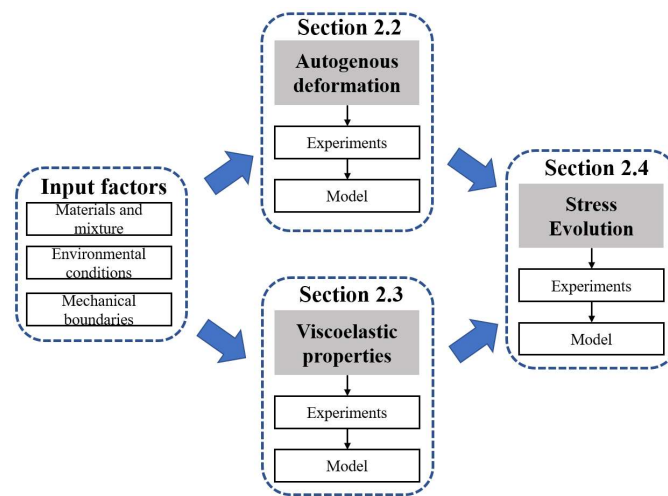 Input factors
Materials and
mixture
Environmental
conditions
Mechanical
boundaries
Section 2.2
Autogenous
deformation
Experiments
Model
Section 2.3
Viscoelastic
properties
Experiments
Model
Section 2.4
Stress
Evolution
Experiments
Model